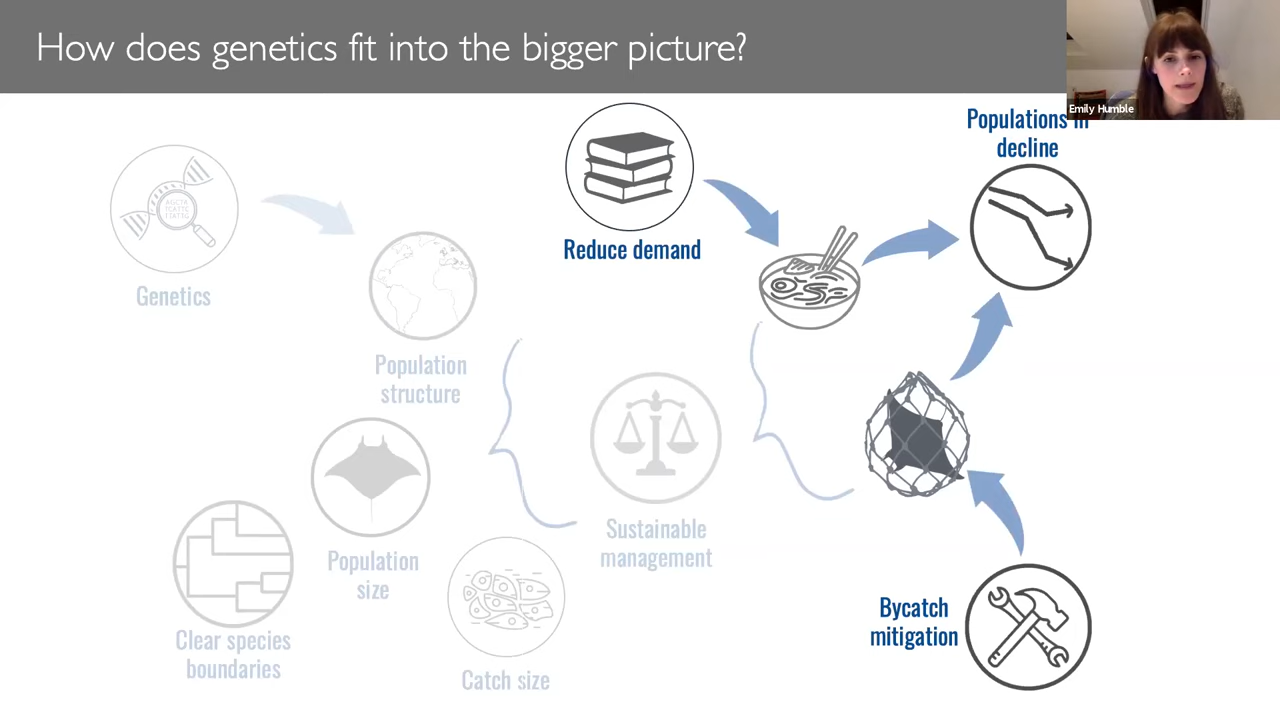 How does genetics fit into the bigger picture?
Emily Humble
Populations in
decline
Reduce demand
Genetics
Population
structure
Sustainable
management
Population
size
Bycatch
mitigation
Clear species
boundaries
Catch size